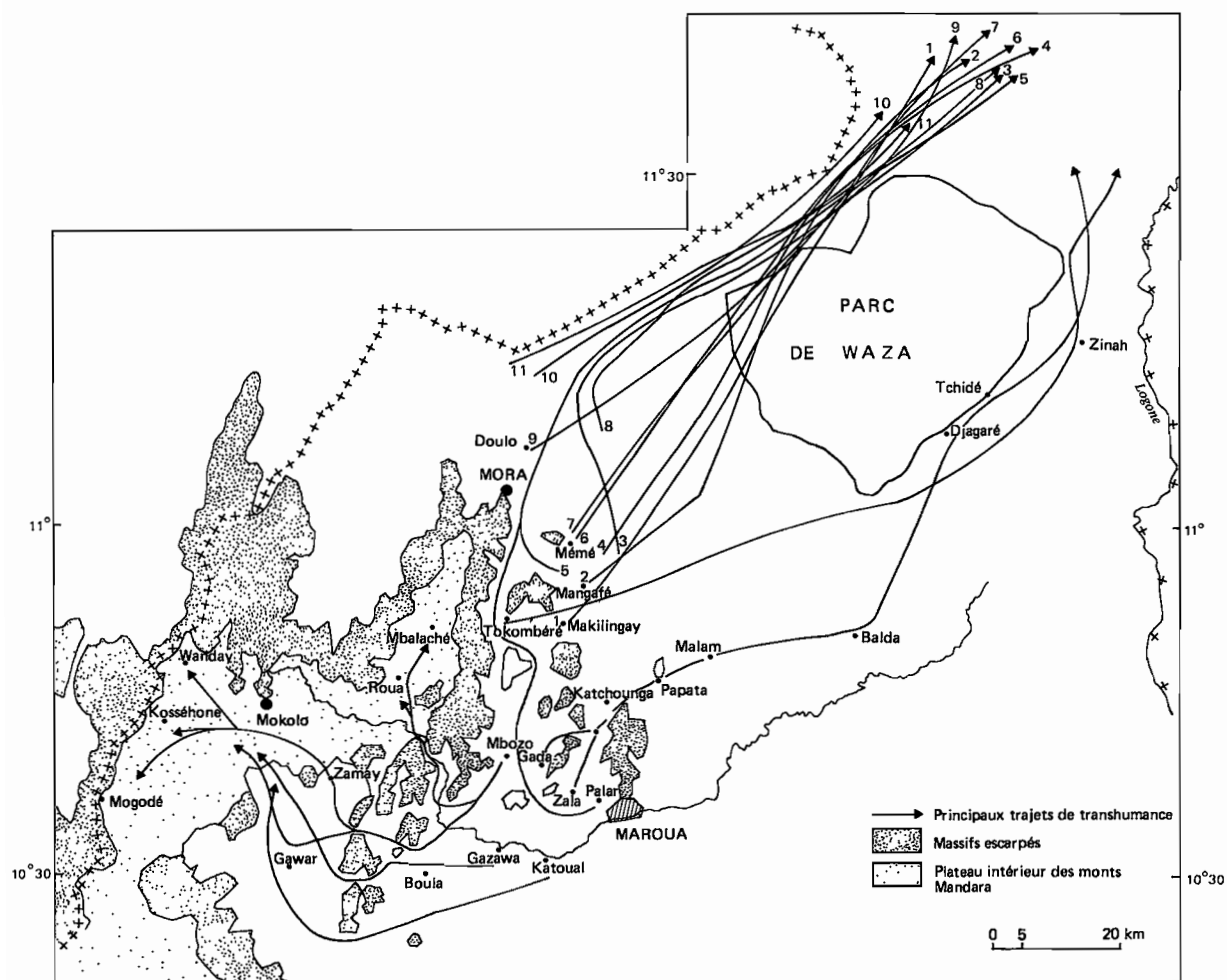 9
7
6
4
1
2
3
8
5
10
11
11°30
PARC
DE WAZA
Zinah
Tchidé
Djagaré
Logone
11
10
8
Doulo
9
MORA
11°
11°
7
6
4
3
Mémé
5
2
Mangafé
1
Makilingay
Tokombéré
Mbalaché
Balda
Malam
Wanday
Roua
Papata
Katchounga
Kosséhone
Mokolo
Mbozo
Gada
Zamay
Mogodé
Zala
Palar
MAROUA
Gawar
Gazawa
Katoual
Boula
10°30
10°30
Principaux trajets de transhumance
Massifs escarpés
Plateau intérieur des monts
Mandara
0 5 20 km